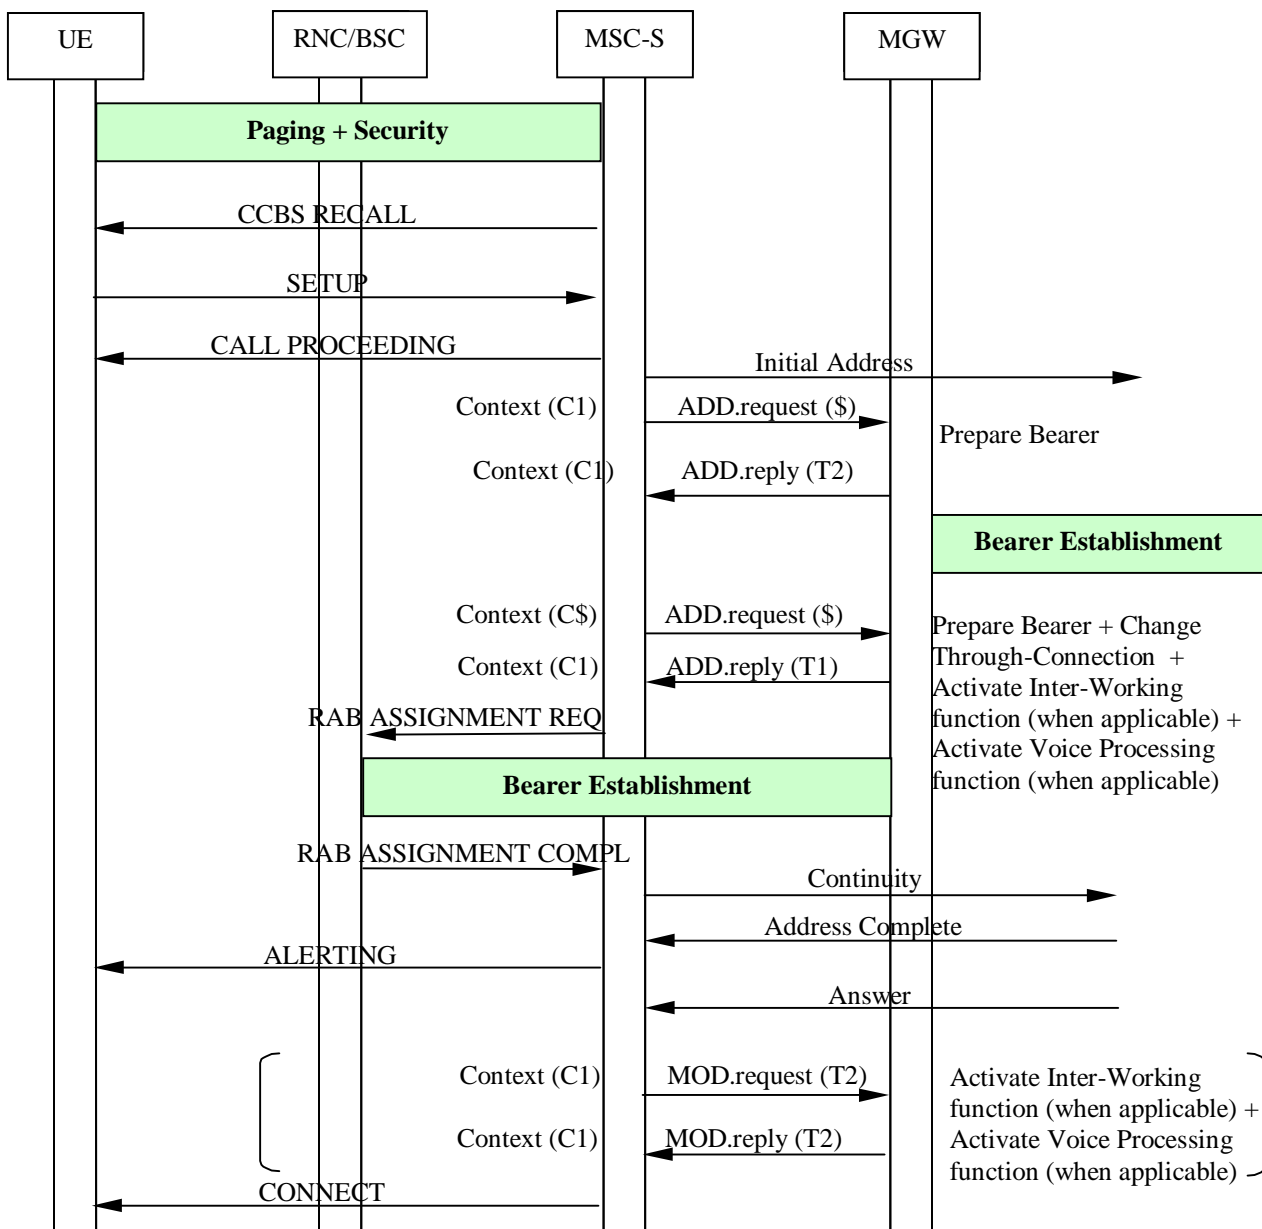 UE
RNC/BSC
MSC-S
MGW
Paging + Security
CCBS RECALL
SETUP
CALL PROCEEDING
Initial Address
Context (C1)
ADD.request ($)
Prepare Bearer
Context (C1)
ADD.reply (T2)
Bearer Establishment
Context (C$)
ADD.request ($)
Prepare Bearer + Change
Through-Connection +
Activate Inter-Working
function (when applicable) +
Activate Voice Processing
function (when applicable)
Context (C1)
ADD.reply (T1)
RAB ASSIGNMENT REQ
Bearer Establishment
RAB ASSIGNMENT COMPL
Continuity
Address Complete
ALERTING
Answer
Context (C1)
MOD.request (T2)
Activate Inter-Working
function (when applicable) +
Activate Voice Processing
function (when applicable)
Context (C1)
MOD.reply (T2)
CONNECT